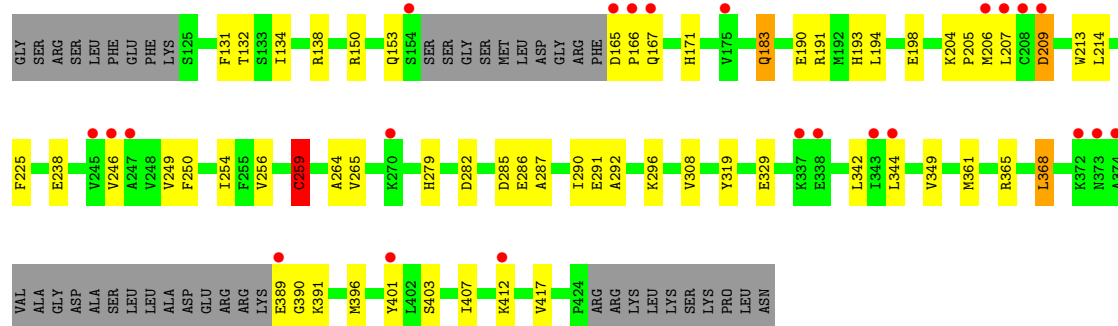 GLY SER ARG SER LEU PHE GLU PHE LYS S125 F131 T132 S133 I134 R138 R150 Q153 S154 SER SER GLY SER MET LEU ASP GLY ARG PHE D165 P166 Q167 H171 V175 Q183 E190 R191 M192 H193 L194 E198 K204 P205 M206 L207 C208 D209 W213 L214
F225 E238 V245 V246 A247 V248 V249 F250 I254 F255 V256 C259 A264 V265 K270 H279 D282 D285 E286 A287 I290 E291 A292 K296 V308 Y319 E329 K337 E338 L342 I343 L344 V349 M361 R365 L368 K372 N373 A374
VAL ALA GLY ASP ALA SER LEU LEU ALA ASP GLU ARG ARG LYS E389 G390 K391 M396 Y401 L402 S403 I407 K412 V417 P424 ARG ARG LYS LEU LYS SER LYS PRO LEU ASN